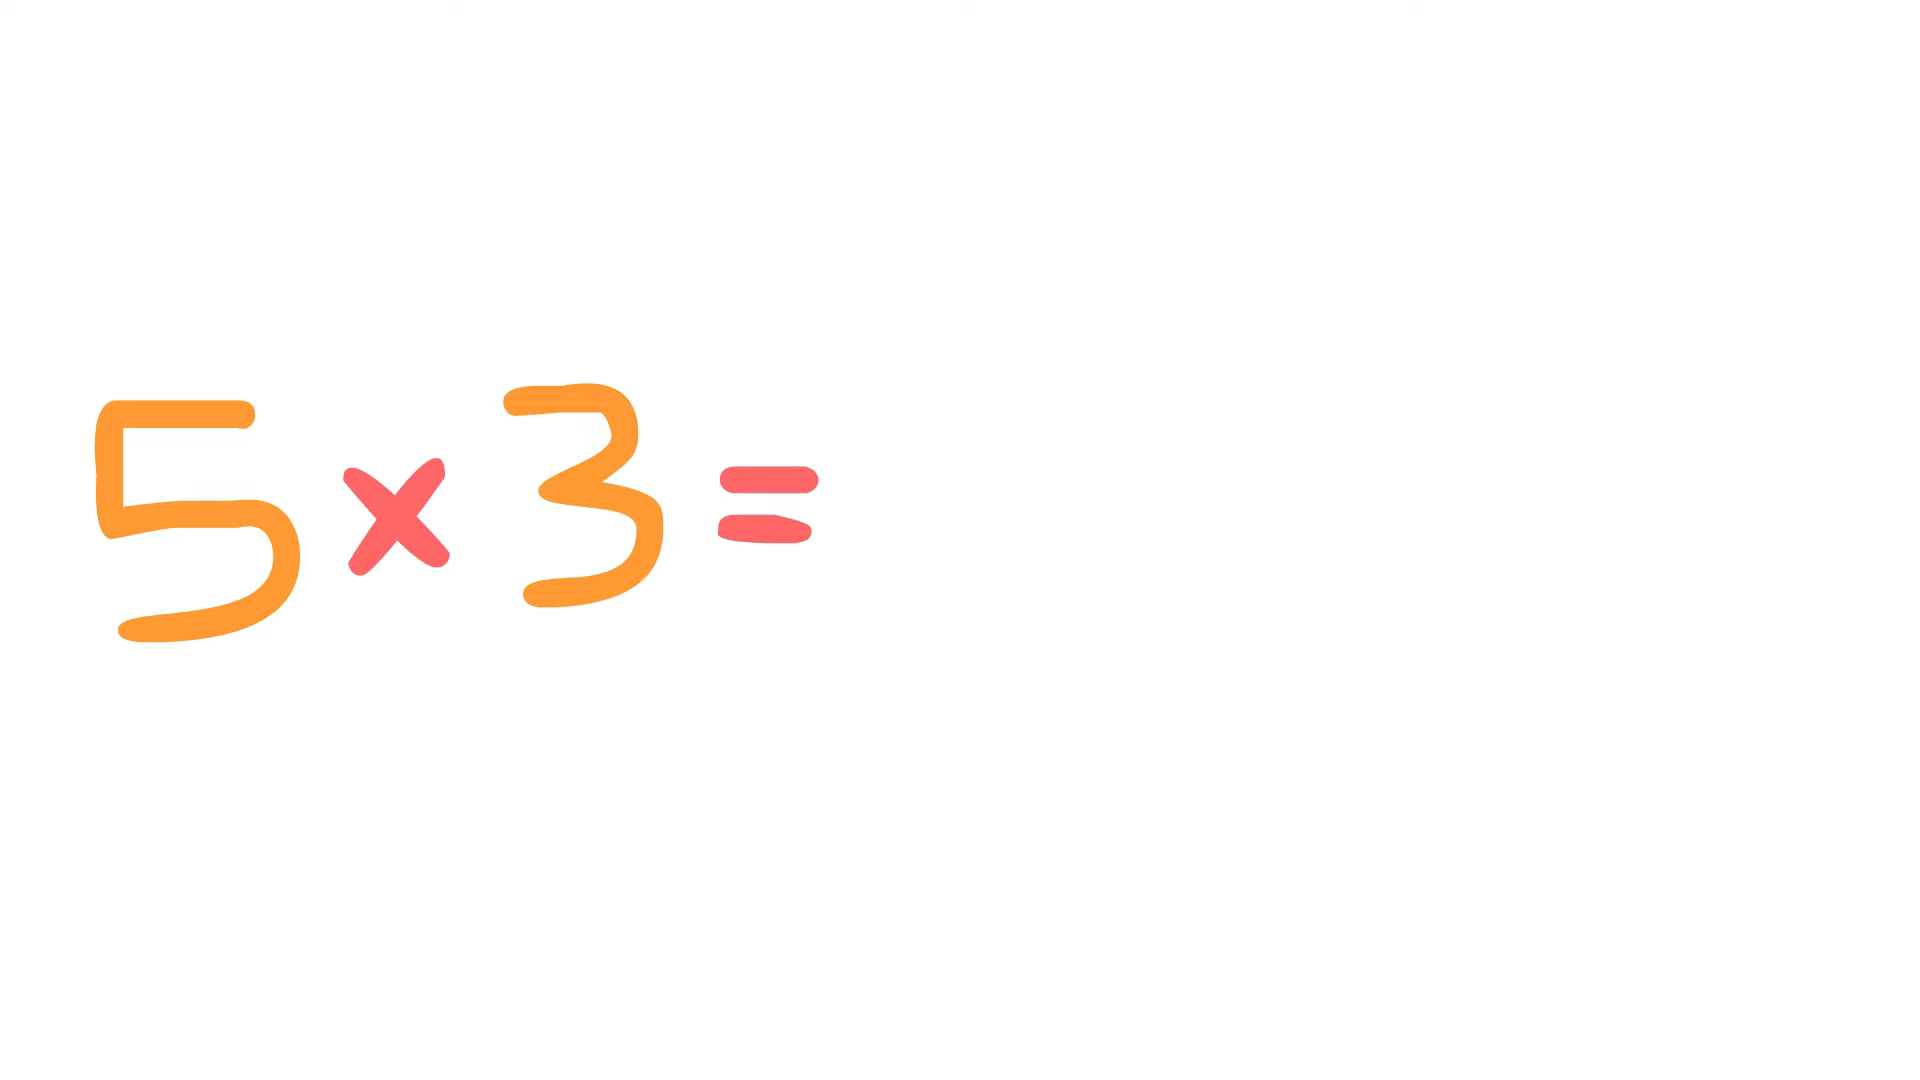 5 × 3 =